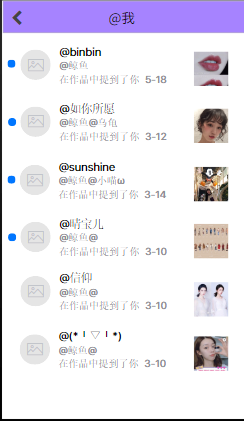 @我
@binbin
@鲸鱼
在作品中提到了你 5-18
@如你所愿
@鲸鱼@乌龟
在作品中提到了你 3-12
@sunshine
@鲸鱼@小喵ω
在作品中提到了你 3-14
@晴宝儿
@鲸鱼@
在作品中提到了你 3-10
@信仰
@鲸鱼@
在作品中提到了你 3-10
@(*╹▽╹*)
@鲸鱼@
在作品中提到了你 3-10